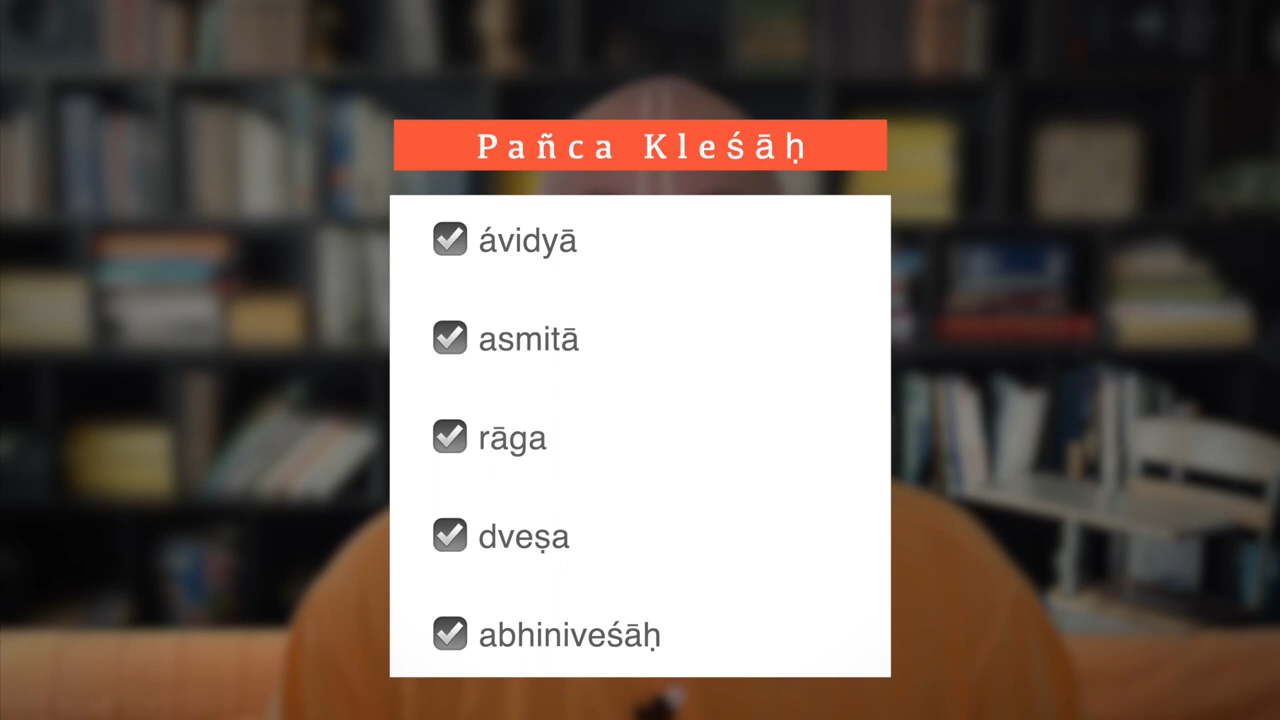 Pañca Kleśāḥ
ávidyā
asmitā
rāga
dveṣa
abhiniveśāḥ